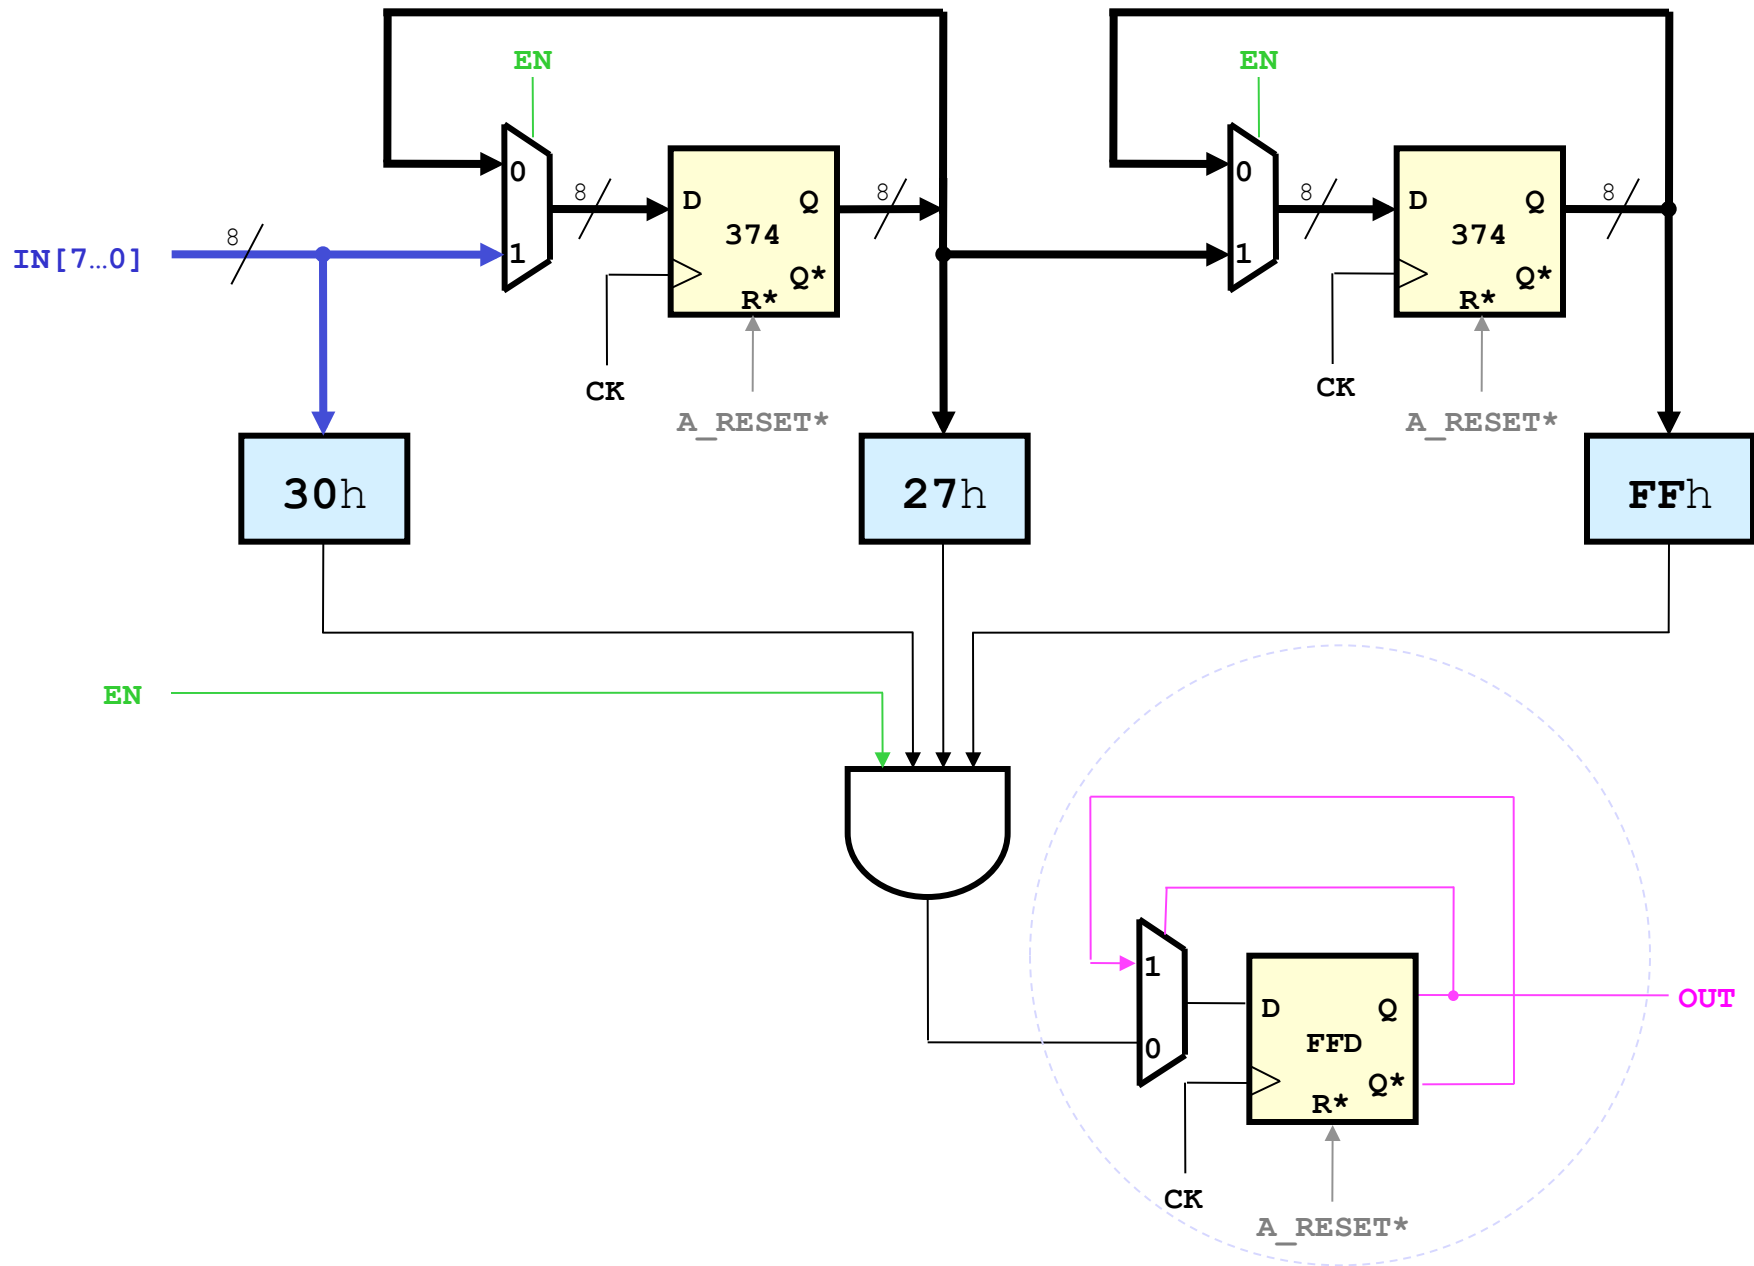 EN
EN
0
0
8
8
8
8
D
Q
D
Q
374
374
8
IN[7…0]
1
1
Q*
Q*
R*
R*
CK
CK
A_RESET*
A_RESET*
30h
27h
FFh
EN
1
D
Q
OUT
FFD
0
Q*
R*
CK
A_RESET*